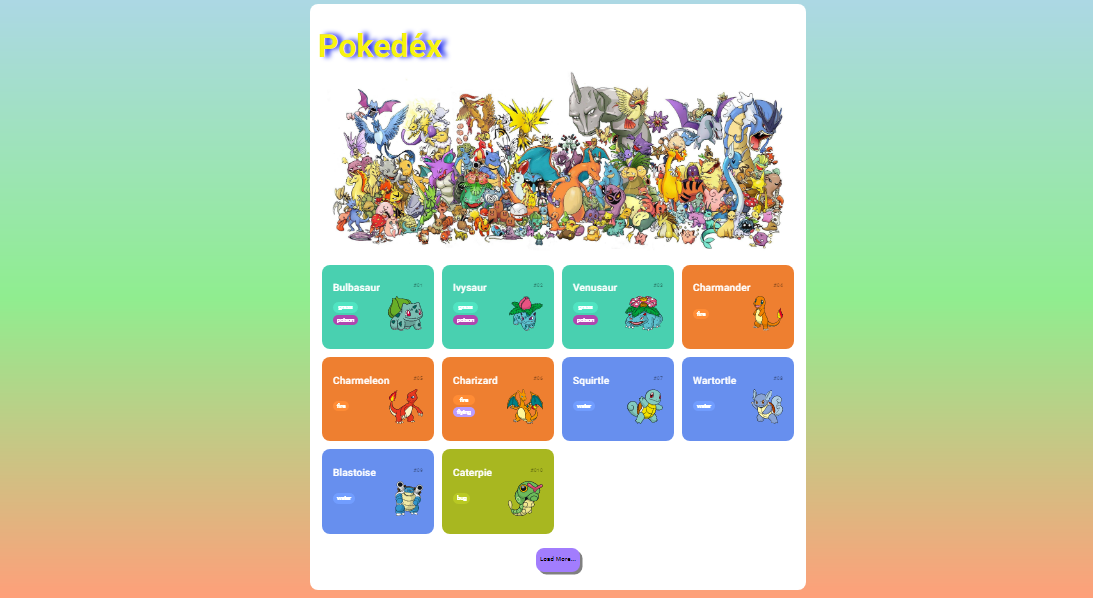 Pokedéx
Bulbasaur #01
grass
poison
Ivysaur #02
grass
poison
Venusaur #03
grass
poison
Charmander #04
fire
Charmeleon #05
fire
Charizard #06
fire
flying
Squirtle #07
water
Wartortle #08
water
Blastoise #09
water
Caterpie #010
bug
Load More...